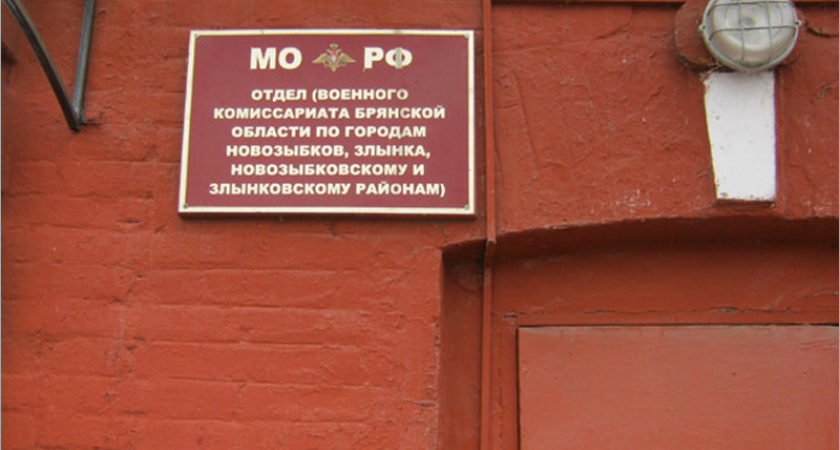 МО РФ
ОТДЕЛ (ВОЕННОГО
КОМИССАРИАТА БРЯНСКОЙ
ОБЛАСТИ ПО ГОРОДАМ
НОВОЗЫБКОВ, ЗЛЫНКА,
НОВОЗЫБКОВСКОМУ И
ЗЛЫНКОВСКОМУ РАЙОНАМ)